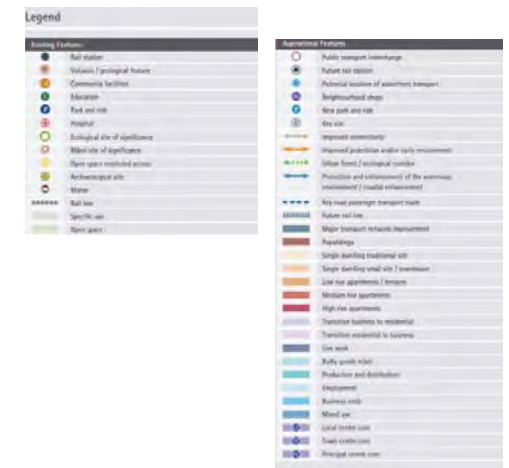 Legend
Existing Features
Rail station
Volcanic / geological feature
Community facilities
Education
Park and ride
Hospital
Ecological site of significance
Māori site of significance
Open space restricted access
Archaeological site
Marae
Rail line
Specific use
Open space
Aspirational Features
Public transport interchange
Future rail station
Potential location of waterfront transport
Neighbourhood shops
New park and ride
Key site
Improved connectivity
Improved pedestrian and/or cycle environment
Urban forest / ecological corridor
Protection and enhancement of the waterway
environment / coastal enhancement
Key road passenger transport route
Future rail line
Major transport network improvement
Papakāinga
Single dwelling traditional site
Single dwelling small site / townhouse
Low rise apartments / terraces
Medium rise apartments
High rise apartments
Transition business to residential
Transition residential to business
Live work
Bulky goods retail
Production and distribution
Employment
Business
Mixed use
Local centre core
Town centre core
Principal centre core